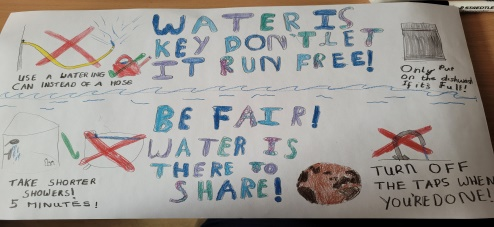 STAEDTLER
WATER IS
KEY DON'T LET
IT RUN FREE!
USE A WATERING
CAN INSTEAD OF A HOSE
Only Put
on the dishwasher
If it's Full!
BE FAIR!
WATER IS
THERE TO
SHARE!
TAKE SHORTER
SHOWERS!
5 MINUTES!
TURN OFF
THE TAPS WHEN
YOU'RE DONE!